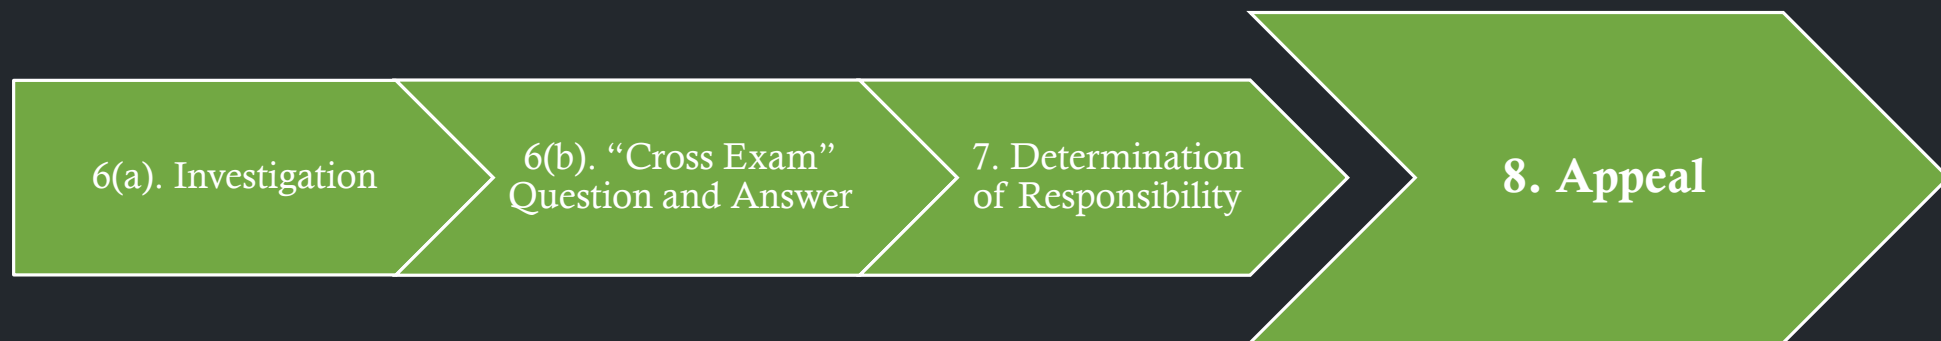 6(a). Investigation
6(b). “Cross Exam”
Question and Answer
7. Determination
of Responsibility
8. Appeal